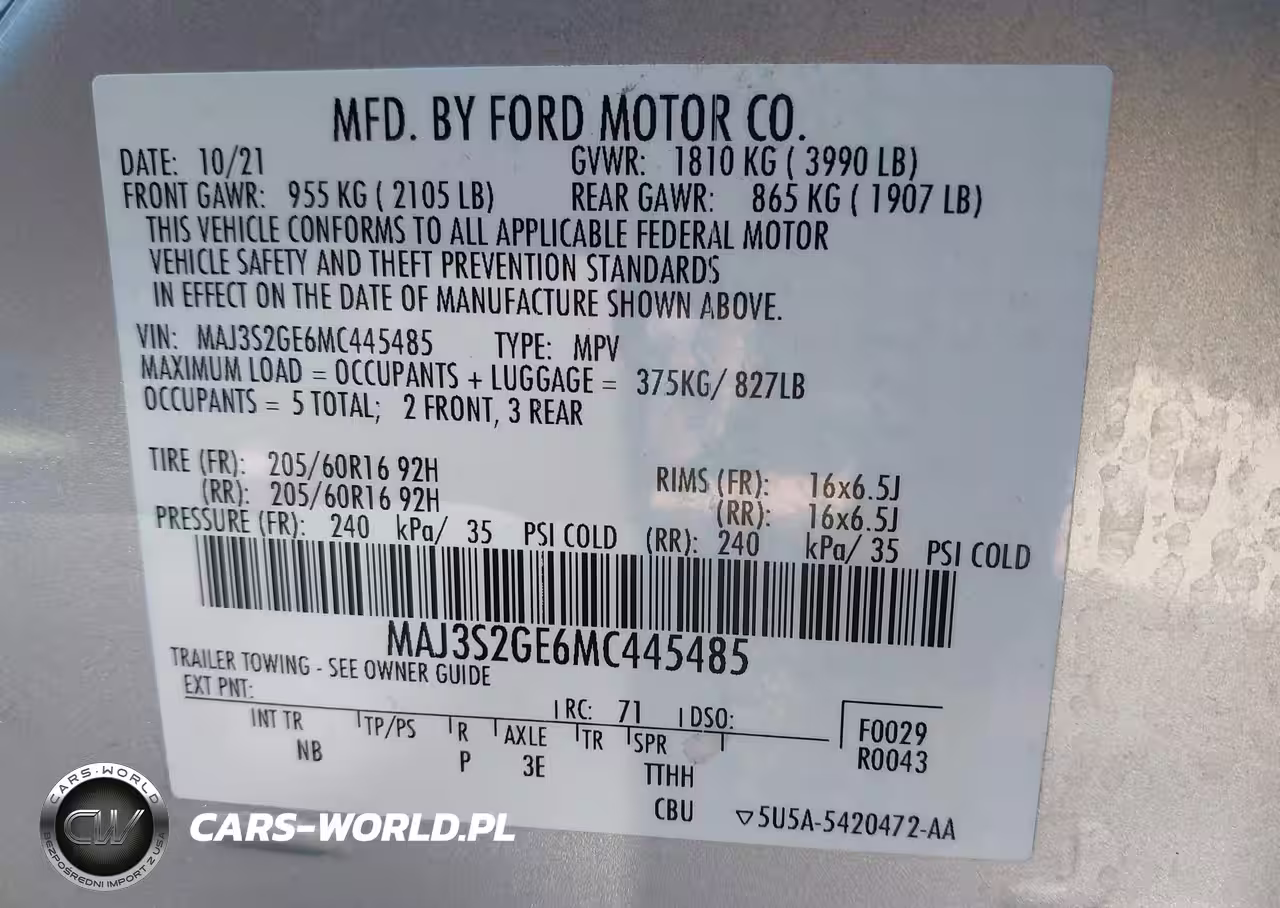 MFD. BY FORD MOTOR CO.
DATE: 10/21 GVWR: 1810 KG ( 3990 LB)
FRONT GAWR: 955 KG ( 2105 LB) REAR GAWR: 865 KG ( 1907 LB)
THIS VEHICLE CONFORMS TO ALL APPLICABLE FEDERAL MOTOR
VEHICLE SAFETY AND THEFT PREVENTION STANDARDS
IN EFFECT ON THE DATE OF MANUFACTURE SHOWN ABOVE.
VIN: MAJ3S2GE6MC445485 TYPE: MPV
MAXIMUM LOAD = OCCUPANTS + LUGGAGE = 375KG/ 827LB
OCCUPANTS = 5 TOTAL; 2 FRONT, 3 REAR
TIRE (FR): 205/60R16 92H RIMS (FR): 16x6.5J
(RR): 205/60R16 92H (RR): 16x6.5J
PRESSURE (FR): 240 kPa/ 35 PSI COLD (RR): 240 kPa/ 35 PSI COLD
MAJ3S2GE6MC445485
TRAILER TOWING - SEE OWNER GUIDE
EXT PNT: RC: 71 DSO: F0029
INT TR TP/PS R AXLE TR SPR R0043
NB P 3E TTHH
CBU ▽5U5A-5420472-AA
CARS-WORLD
CW
BEZPOŚREDNI IMPORT Z USA
CARS-WORLD.PL